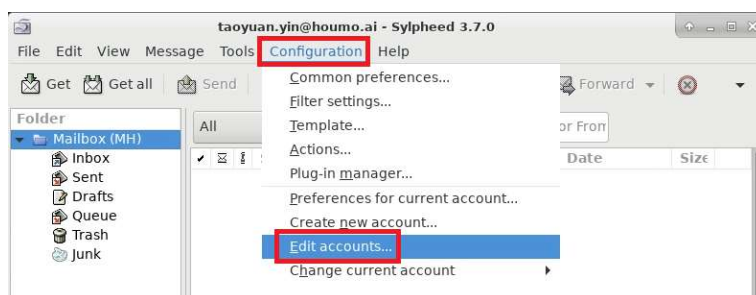 taoyuan.yin@houmo.ai - Sylpheed 3.7.0
File Edit View Message Tools Configuration Help
Get Get all Send Forward
Common preferences...
Filter settings...
Template...
Actions...
Plug-in manager...
Preferences for current account...
Create new account...
Edit accounts...
Change current account
Folder
Mailbox (MH)
Inbox
Sent
Drafts
Queue
Trash
Junk
All or From
Date Size